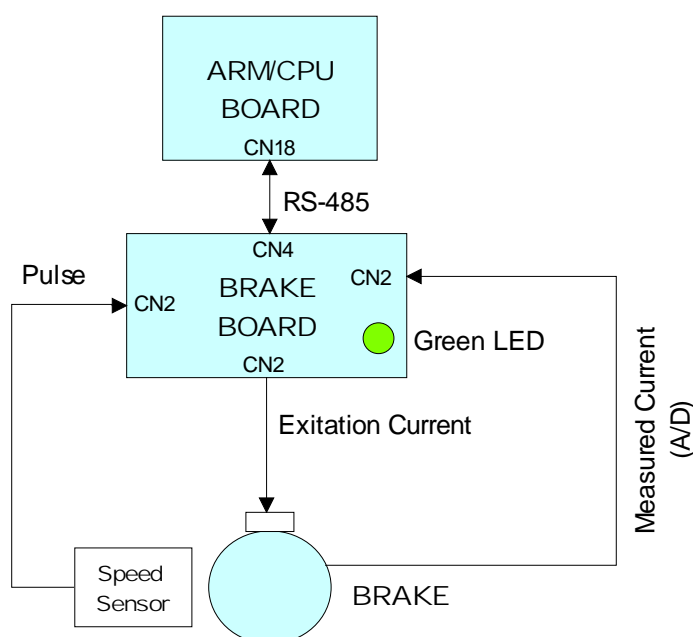 ARM/CPU
BOARD
CN18
RS-485
CN4
Pulse
CN2
BRAKE
CN2
BOARD
Green LED
CN2
Exitation Current
Measured Current
(A/D)
Speed
Sensor
BRAKE